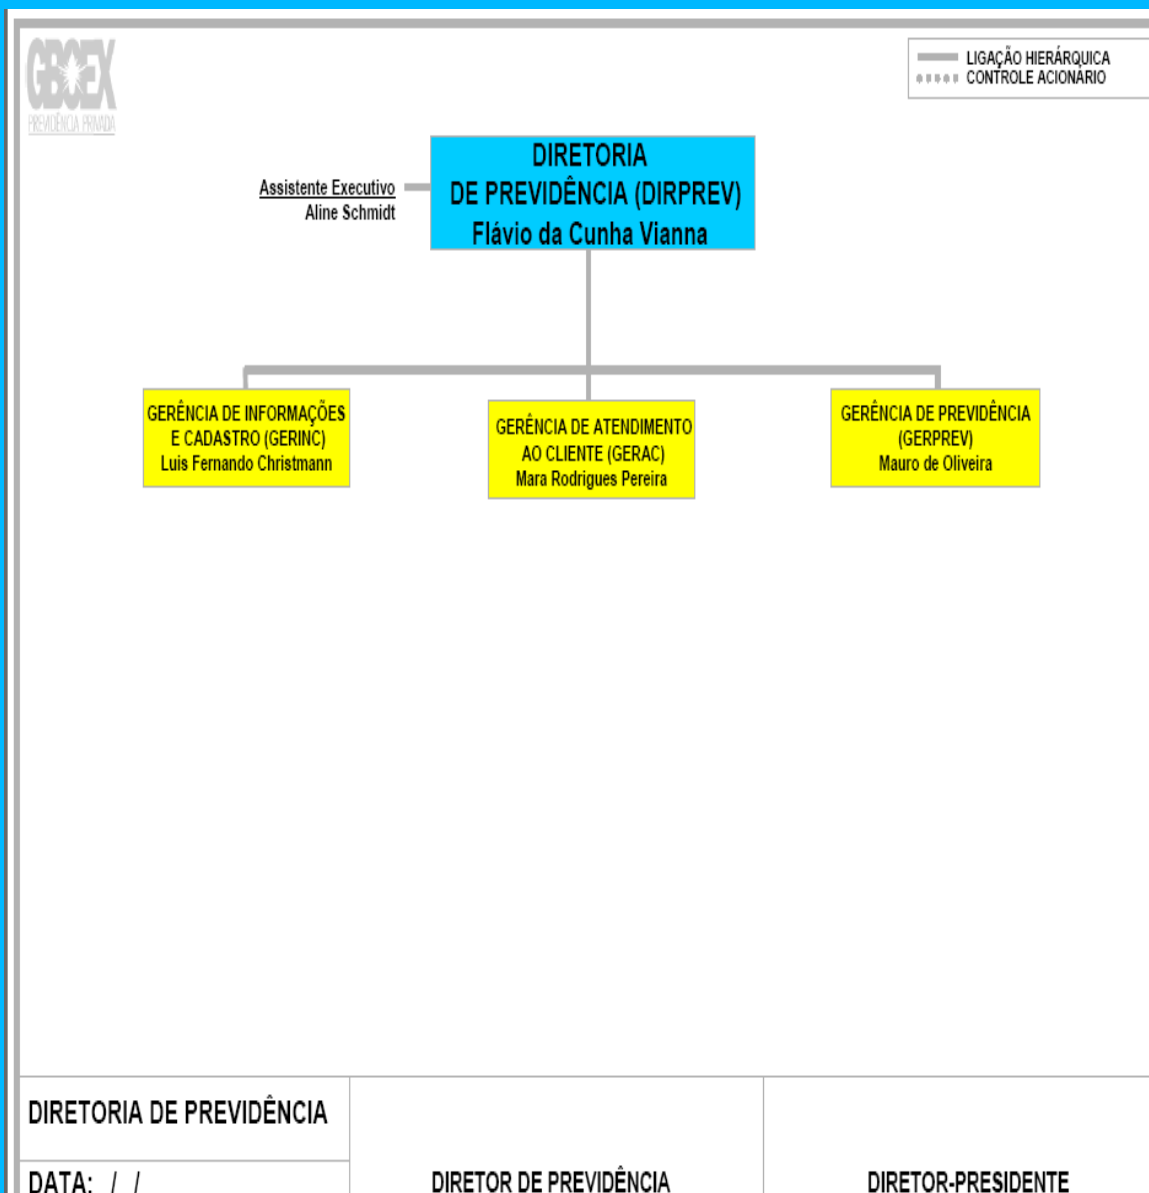 GBOEX
PREVIDÊNCIA PRIVADA
LIGAÇÃO HIERÁRQUICA
CONTROLE ACIONÁRIO
DIRETORIA
DE PREVIDÊNCIA (DIRPREV)
Flávio da Cunha Vianna
Assistente Executivo
Aline Schmidt
GERÊNCIA DE INFORMAÇÕES
E CADASTRO (GERINC)
Luis Fernando Christmann
GERÊNCIA DE ATENDIMENTO
AO CLIENTE (GERAC)
Mara Rodrigues Pereira
GERÊNCIA DE PREVIDÊNCIA
(GERPREV)
Mauro de Oliveira
DIRETORIA DE PREVIDÊNCIA
DATA: / /
DIRETOR DE PREVIDÊNCIA
DIRETOR-PRESIDENTE